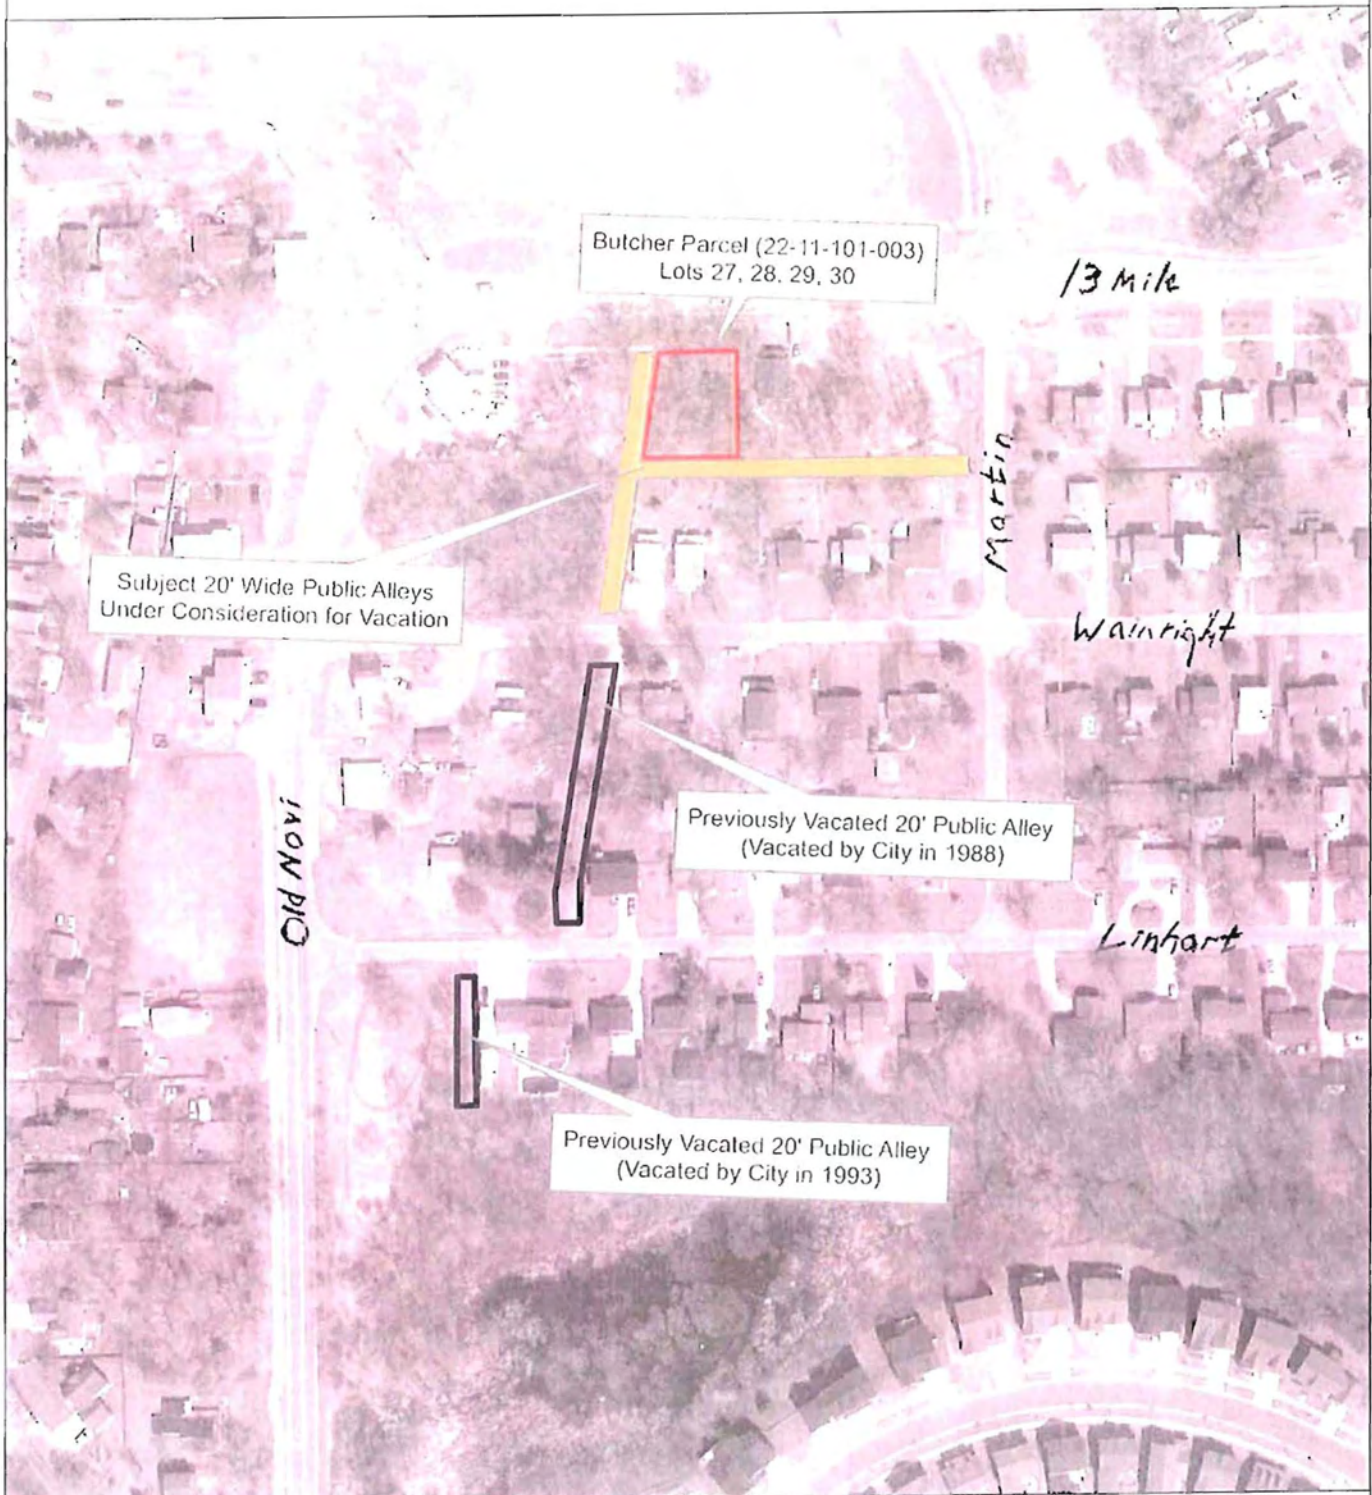 Butcher Parcel (22-11-101-003)
Lots 27, 28, 29, 30
13 Mile
Martin
Subject 20' Wide Public Alleys
Under Consideration for Vacation
Wainright
Old Novi
Previously Vacated 20' Public Alley
(Vacated by City in 1988)
Linhart
Previously Vacated 20' Public Alley
(Vacated by City in 1993)